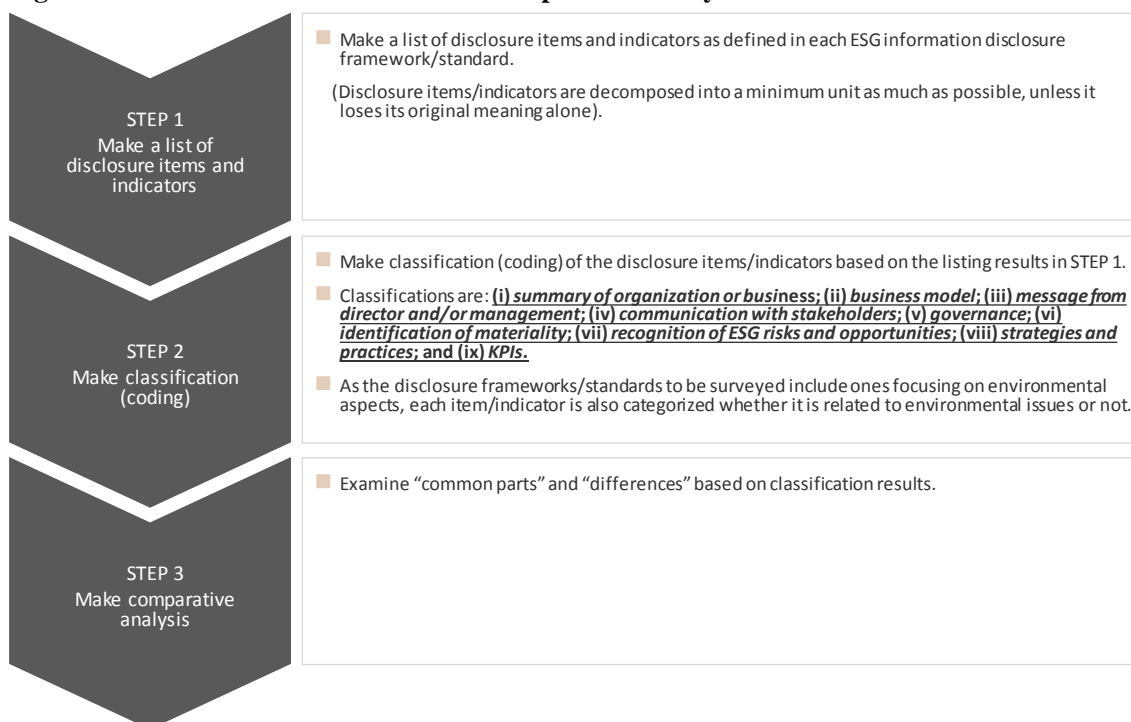 STEP 1
Make a list of
disclosure items and
indicators
Make a list of disclosure items and indicators as defined in each ESG information disclosure
framework/standard.
(Disclosure items/indicators are decomposed into a minimum unit as much as possible, unless it
loses its original meaning alone).
STEP 2
Make classification
(coding)
Make classification (coding) of the disclosure items/indicators based on the listing results in STEP 1.
Classifications are: (i) summary of organization or business; (ii) business model; (iii) message from
director and/or management; (iv) communication with stakeholders; (v) governance; (vi)
identification of materiality; (vii) recognition of ESG risks and opportunities; (viii) strategies and
practices; and (ix) KPIs.
As the disclosure frameworks/standards to be surveyed include ones focusing on environmental
aspects, each item/indicator is also categorized whether it is related to environmental issues or not.
STEP 3
Make comparative
analysis
Examine “common parts” and “differences” based on classification results.